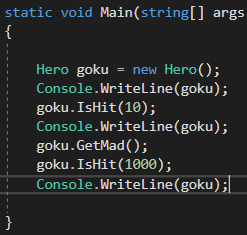 static void Main(string[] args
{
Hero goku = new Hero();
Console.WriteLine(goku);
goku.IsHit(10);
Console.WriteLine(goku);
goku.GetMad();
goku.IsHit(1000);
Console.WriteLine(goku);
}